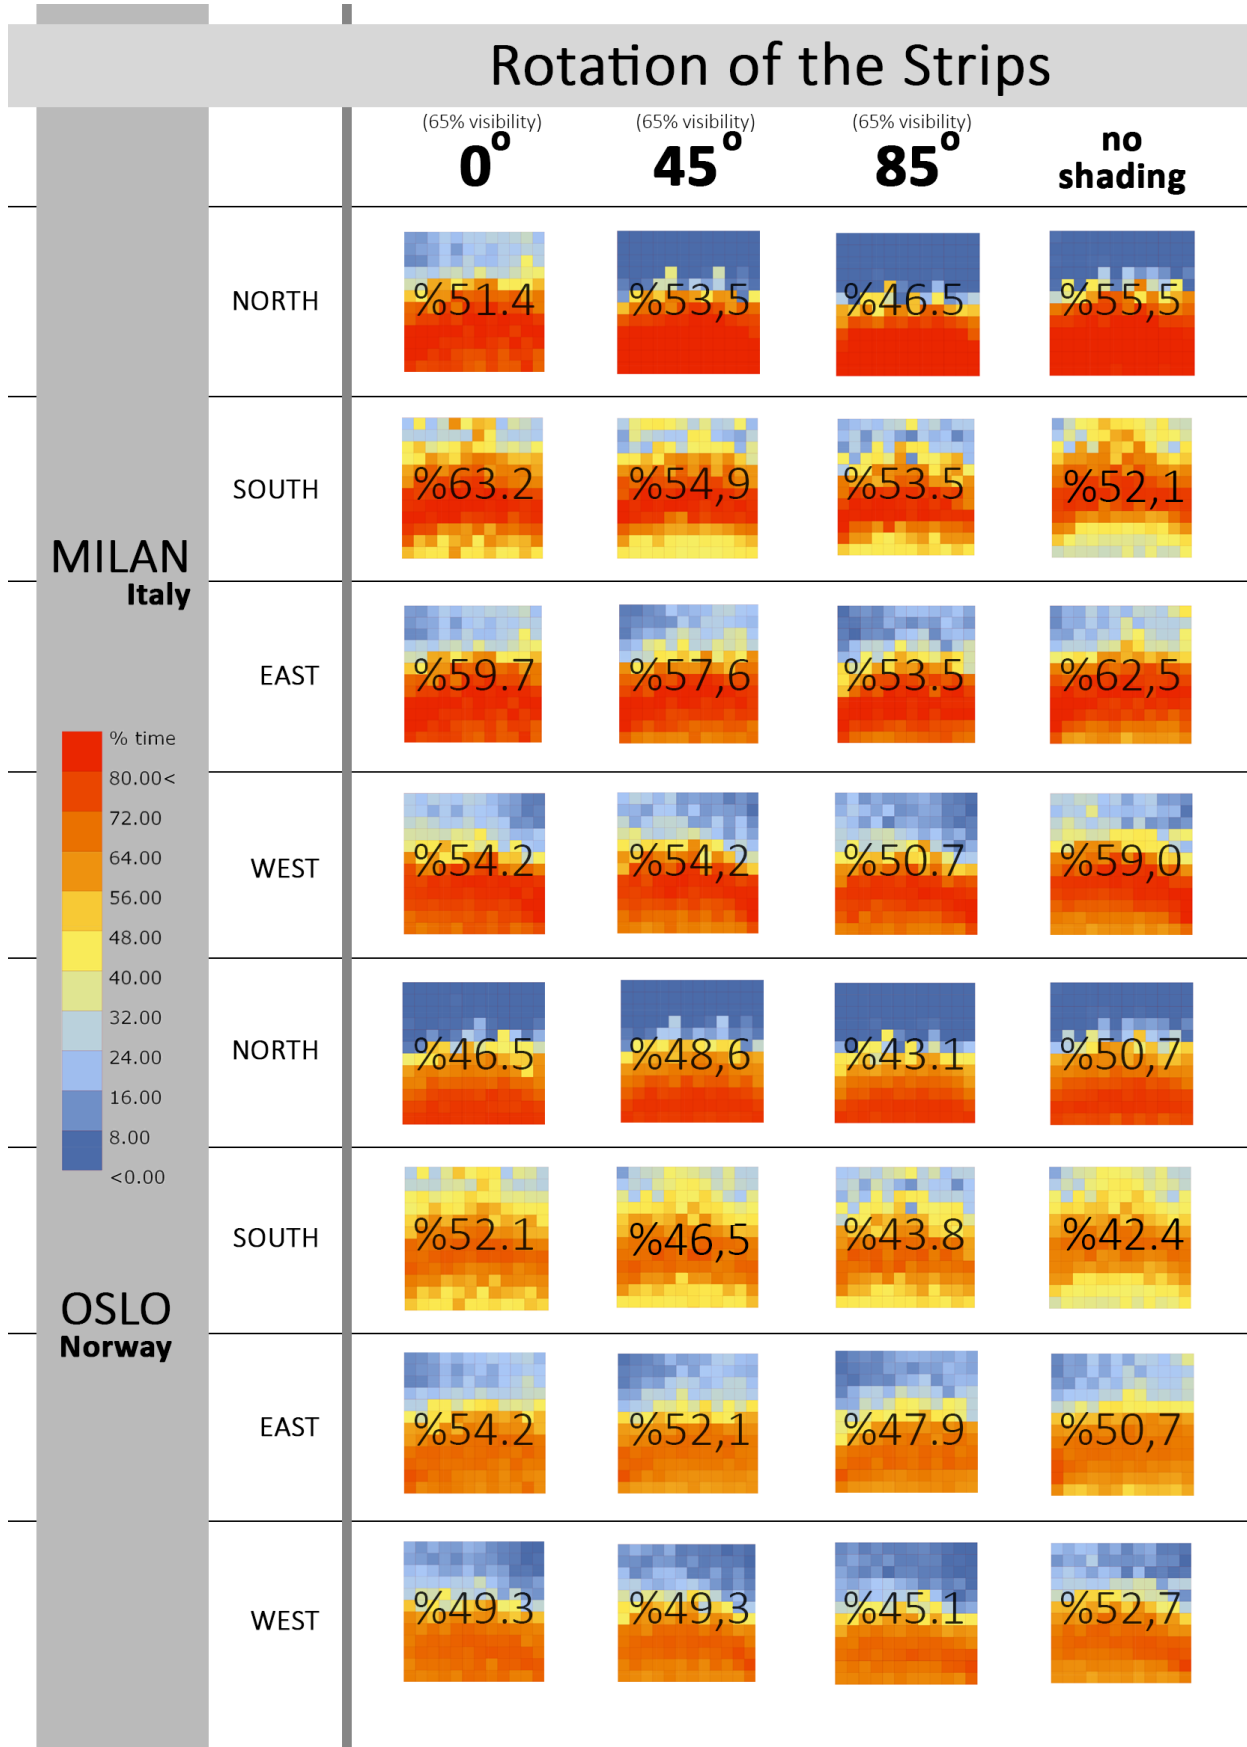 Rotation of the Strips
(65% visibility) (65% visibility) (65% visibility)
0° 45° 85° no shading
NORTH %51.4 %53,5 %46.5 %55,5
SOUTH %63.2 %54,9 %53.5 %52,1
MILAN
Italy
EAST %59.7 %57,6 %53.5 %62,5
% time
80.00<
72.00
64.00
56.00
48.00
40.00
32.00
24.00
16.00
8.00
<0.00
WEST %54.2 %54,2 %50.7 %59,0
NORTH %46.5 %48,6 %43.1 %50,7
SOUTH %52.1 %46,5 %43.8 %42.4
OSLO
Norway
EAST %54.2 %52,1 %47.9 %50,7
WEST %49.3 %49,3 %45.1 %52,7